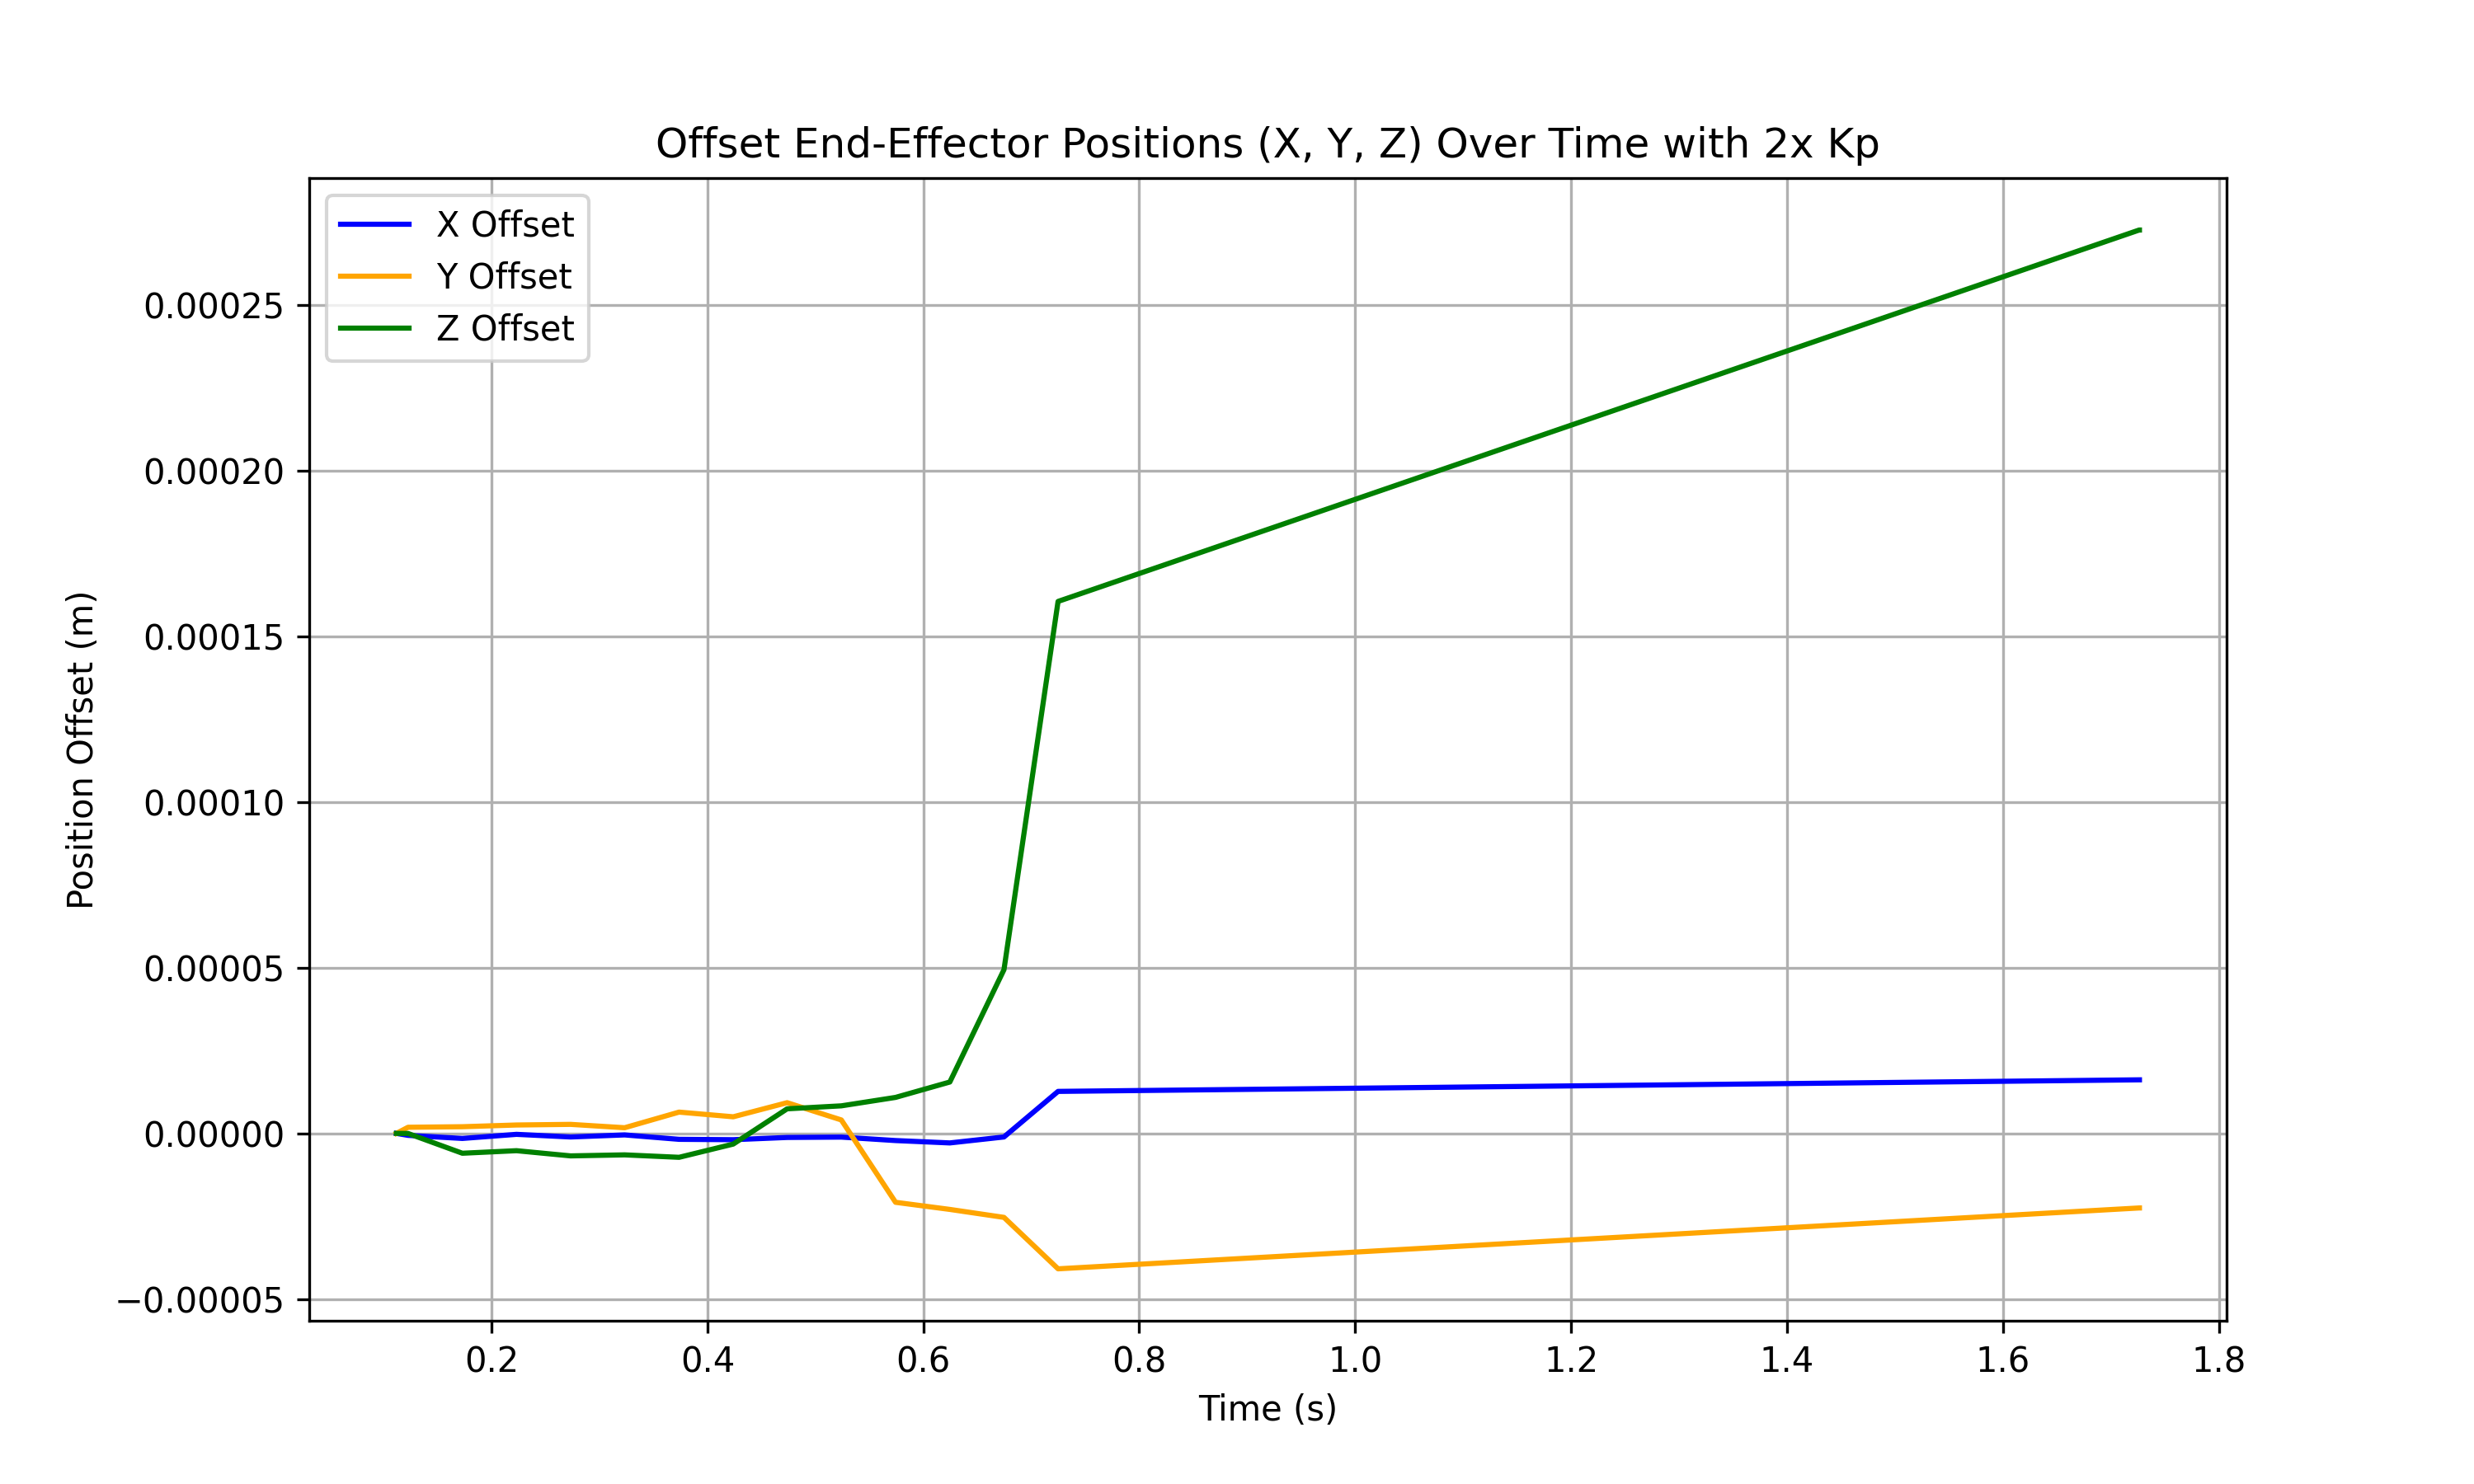 Offset End-Effector Positions (X, Y, Z) Over Time with 2x Kp
X Offset
Y Offset
Z Offset
0.00025
0.00020
0.00015
0.00010
0.00005
0.00000
−0.00005
Position Offset (m)
0.2 0.4 0.6 0.8 1.0 1.2 1.4 1.6 1.8
Time (s)